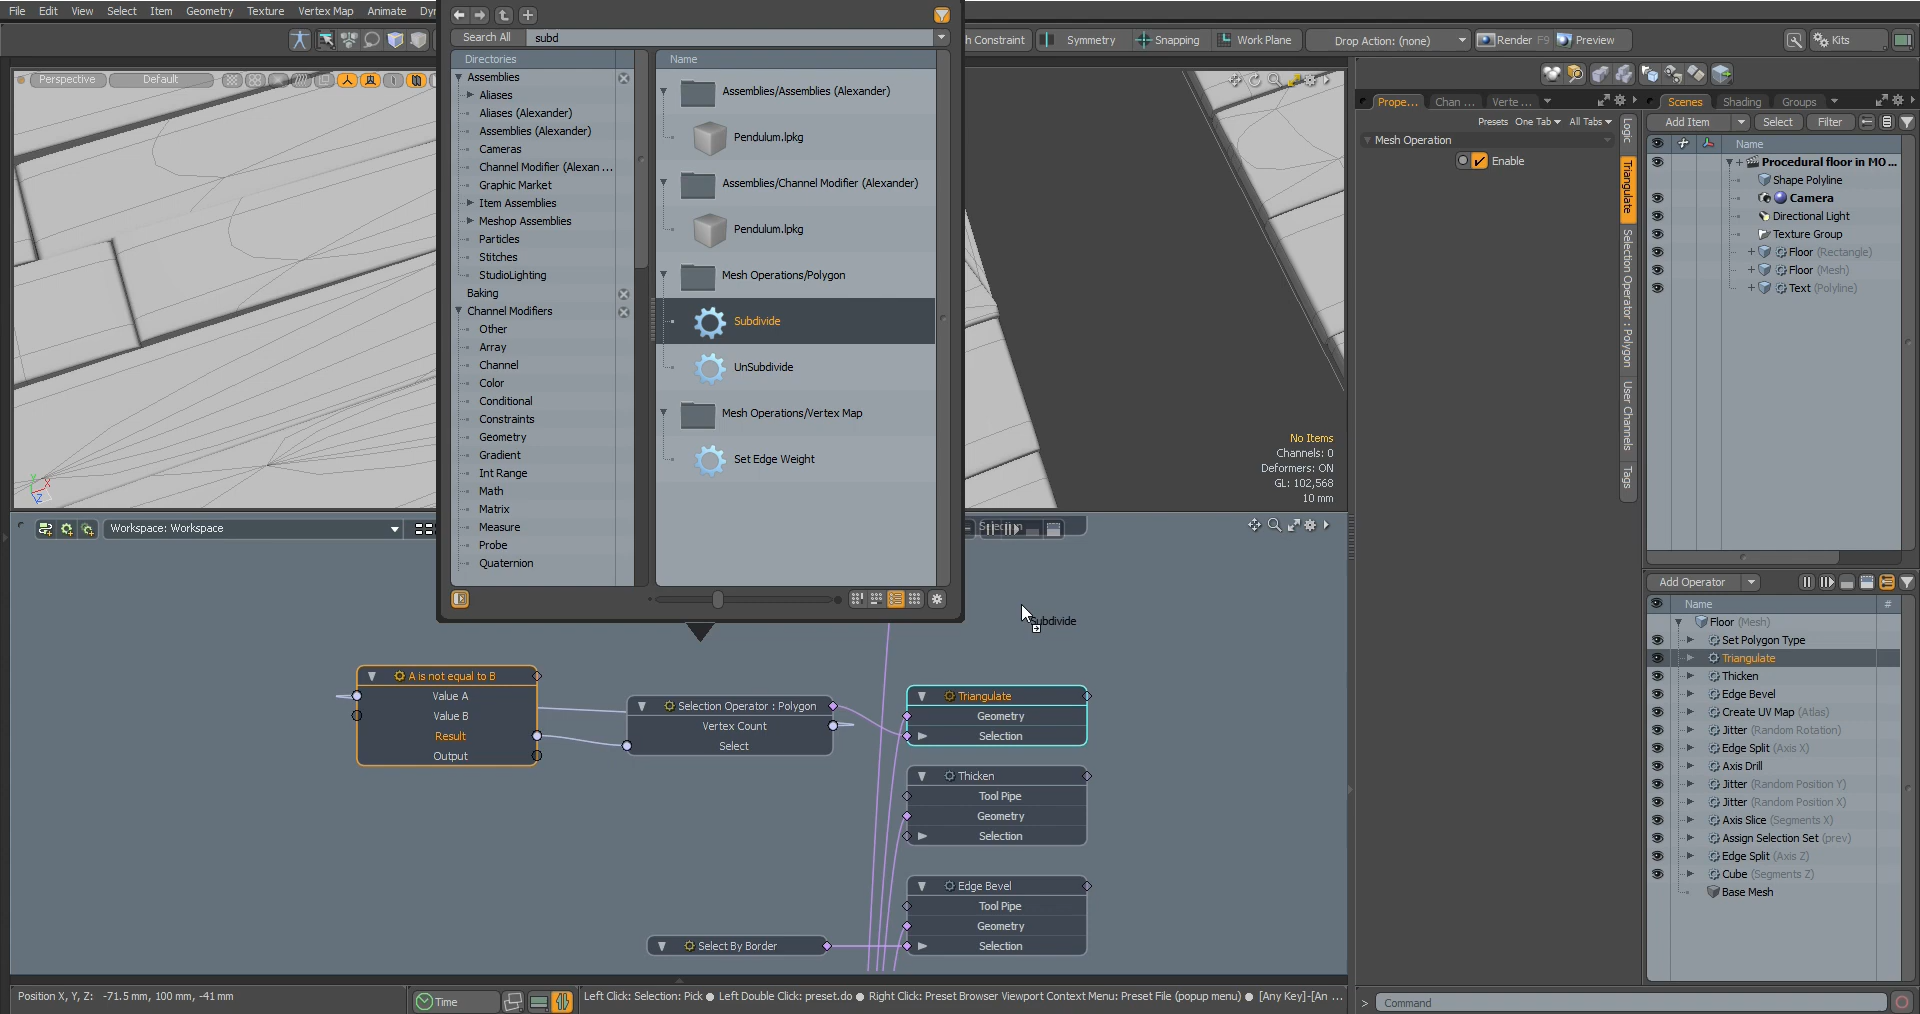 File Edit View Select Item Geometry Texture Vertex Map Animate
Search All subd
Directories
Assemblies
Aliases
Aliases (Alexander)
Assemblies (Alexander)
Cameras
Channel Modifier (Alexan ...
Graphic Market
Item Assemblies
Meshop Assemblies
Particles
Stitches
StudioLighting
Baking
Channel Modifiers
Other
Array
Channel
Color
Conditional
Constraints
Geometry
Gradient
Int Range
Math
Matrix
Measure
Probe
Quaternion
Name
Assemblies/Assemblies (Alexander)
Pendulum.lpkg
Assemblies/Channel Modifier (Alexander)
Pendulum.lpkg
Mesh Operations/Polygon
Subdivide
UnSubdivide
Mesh Operations/Vertex Map
Set Edge Weight
h Constraint Symmetry Snapping Work Plane Drop Action: (none) Render F9 Preview Kits
Perspective Default
No Items
Channels: 0
Deformers: ON
GL: 102,568
10 mm
Workspace: Workspace
Subdivide
A is not equal to B
Value A
Value B
Result
Output
Selection Operator : Polygon
Vertex Count
Select
Triangulate
Geometry
Selection
Thicken
Tool Pipe
Geometry
Selection
Edge Bevel
Tool Pipe
Geometry
Selection
Select By Border
Prope... Chan ... Verte ...
Presets One Tab All Tabs
Mesh Operation
Enable
Logic
Triangulate
Selection Operator : Polygon
User Channels
Tags
Scenes Shading Groups
Add Item Select Filter
Name
Procedural floor in MO ...
Shape Polyline
Camera
Directional Light
Texture Group
Floor (Rectangle)
Floor (Mesh)
Text (Polyline)
Add Operator
Name #
Floor (Mesh)
Set Polygon Type
Triangulate
Thicken
Edge Bevel
Create UV Map (Atlas)
Jitter (Random Rotation)
Edge Split (Axis X)
Axis Drill
Jitter (Random Position Y)
Jitter (Random Position X)
Axis Slice (Segments X)
Assign Selection Set (prev)
Edge Split (Axis Z)
Cube (Segments Z)
Base Mesh
Position X, Y, Z: -71.5 mm, 100 mm, -41 mm
Time
Left Click: Selection: Pick ● Left Double Click: preset.do ● Right Click: Preset Browser Viewport Context Menu: Preset File (popup menu) ● [Any Key]-[An ...
> Command